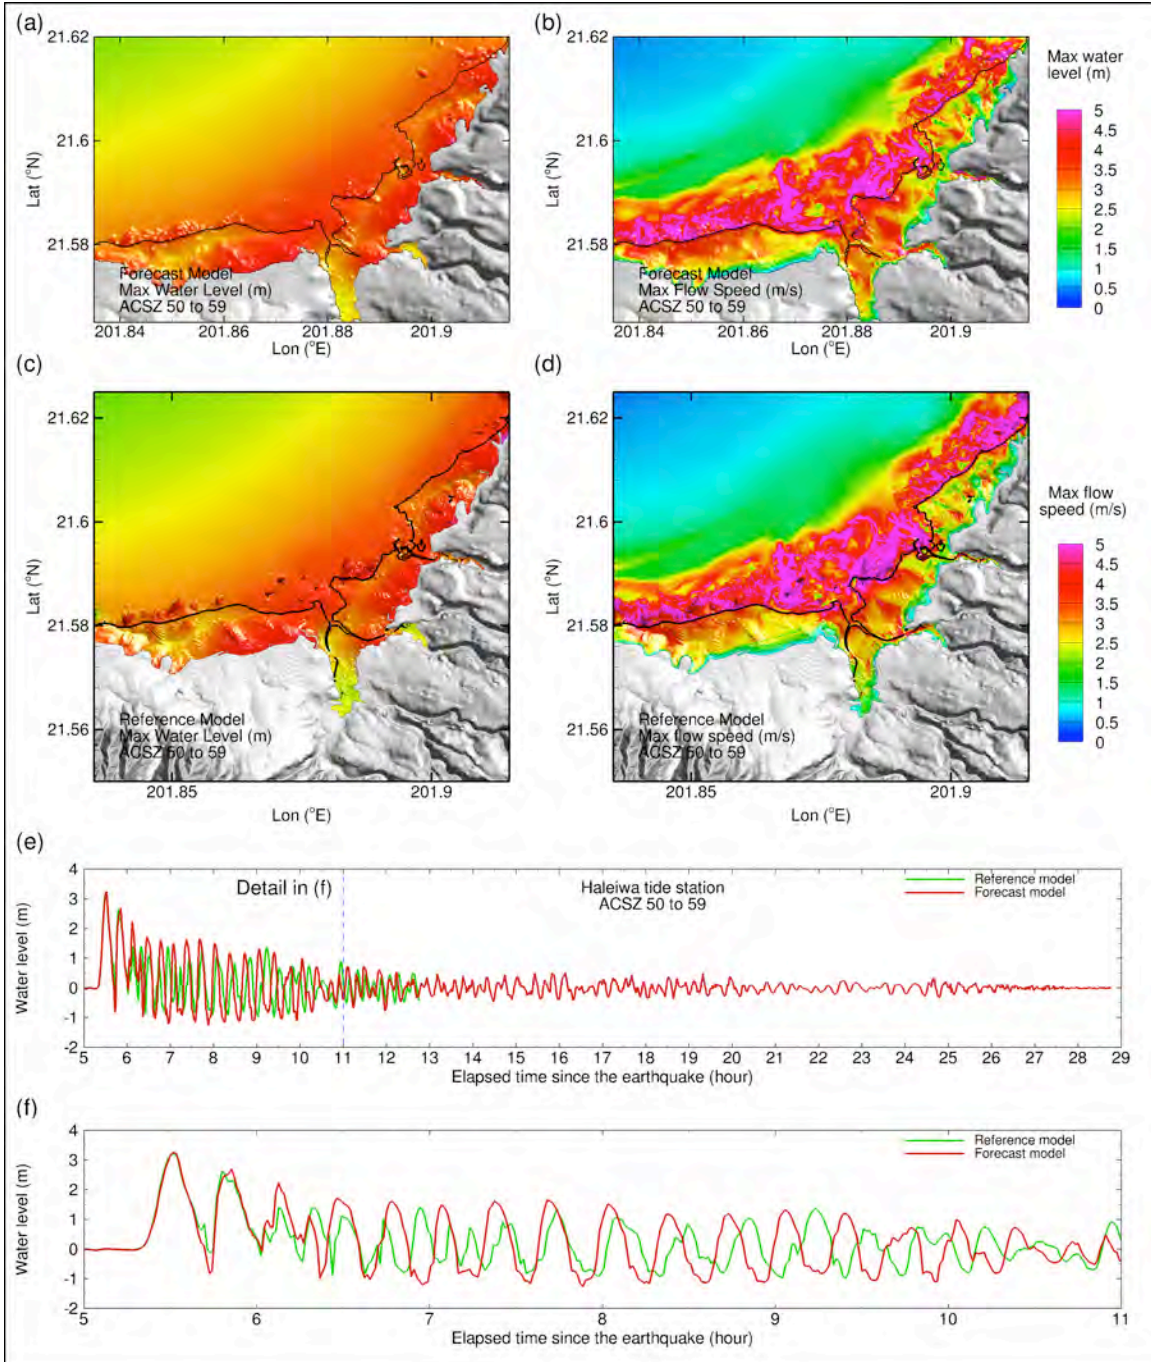 (a)
(b)
21.62
21.6
21.58
Lat (°N)
Forecast Model
Max Water Level (m)
ACSZ 50 to 59
201.84
201.86
201.88
201.9
Lon (°E)
21.62
21.6
21.58
Lat (°N)
Forecast Model
Max Flow Speed (m/s)
ACSZ 50 to 59
201.84
201.86
201.88
201.9
Lon (°E)
Max water
level (m)
5
4.5
4
3.5
3
2.5
2
1.5
1
0.5
0
(c)
(d)
21.62
21.6
21.58
21.56
Lat (°N)
Reference Model
Max Water Level (m)
ACSZ 50 to 59
201.85
201.9
Lon (°E)
21.62
21.6
21.58
21.56
Lat (°N)
Reference Model
Max flow speed (m/s)
ACSZ 50 to 59
201.85
201.9
Lon (°E)
Max flow
speed (m/s)
5
4.5
4
3.5
3
2.5
2
1.5
1
0.5
0
(e)
4
3
2
1
0
-1
-2
Water level (m)
Detail in (f)
Haleiwa tide station
ACSZ 50 to 59
Reference model
Forecast model
5 6 7 8 9 10 11 12 13 14 15 16 17 18 19 20 21 22 23 24 25 26 27 28 29
Elapsed time since the earthquake (hour)
(f)
4
3
2
1
0
-1
-2
Water level (m)
Reference model
Forecast model
5 6 7 8 9 10 11
Elapsed time since the earthquake (hour)